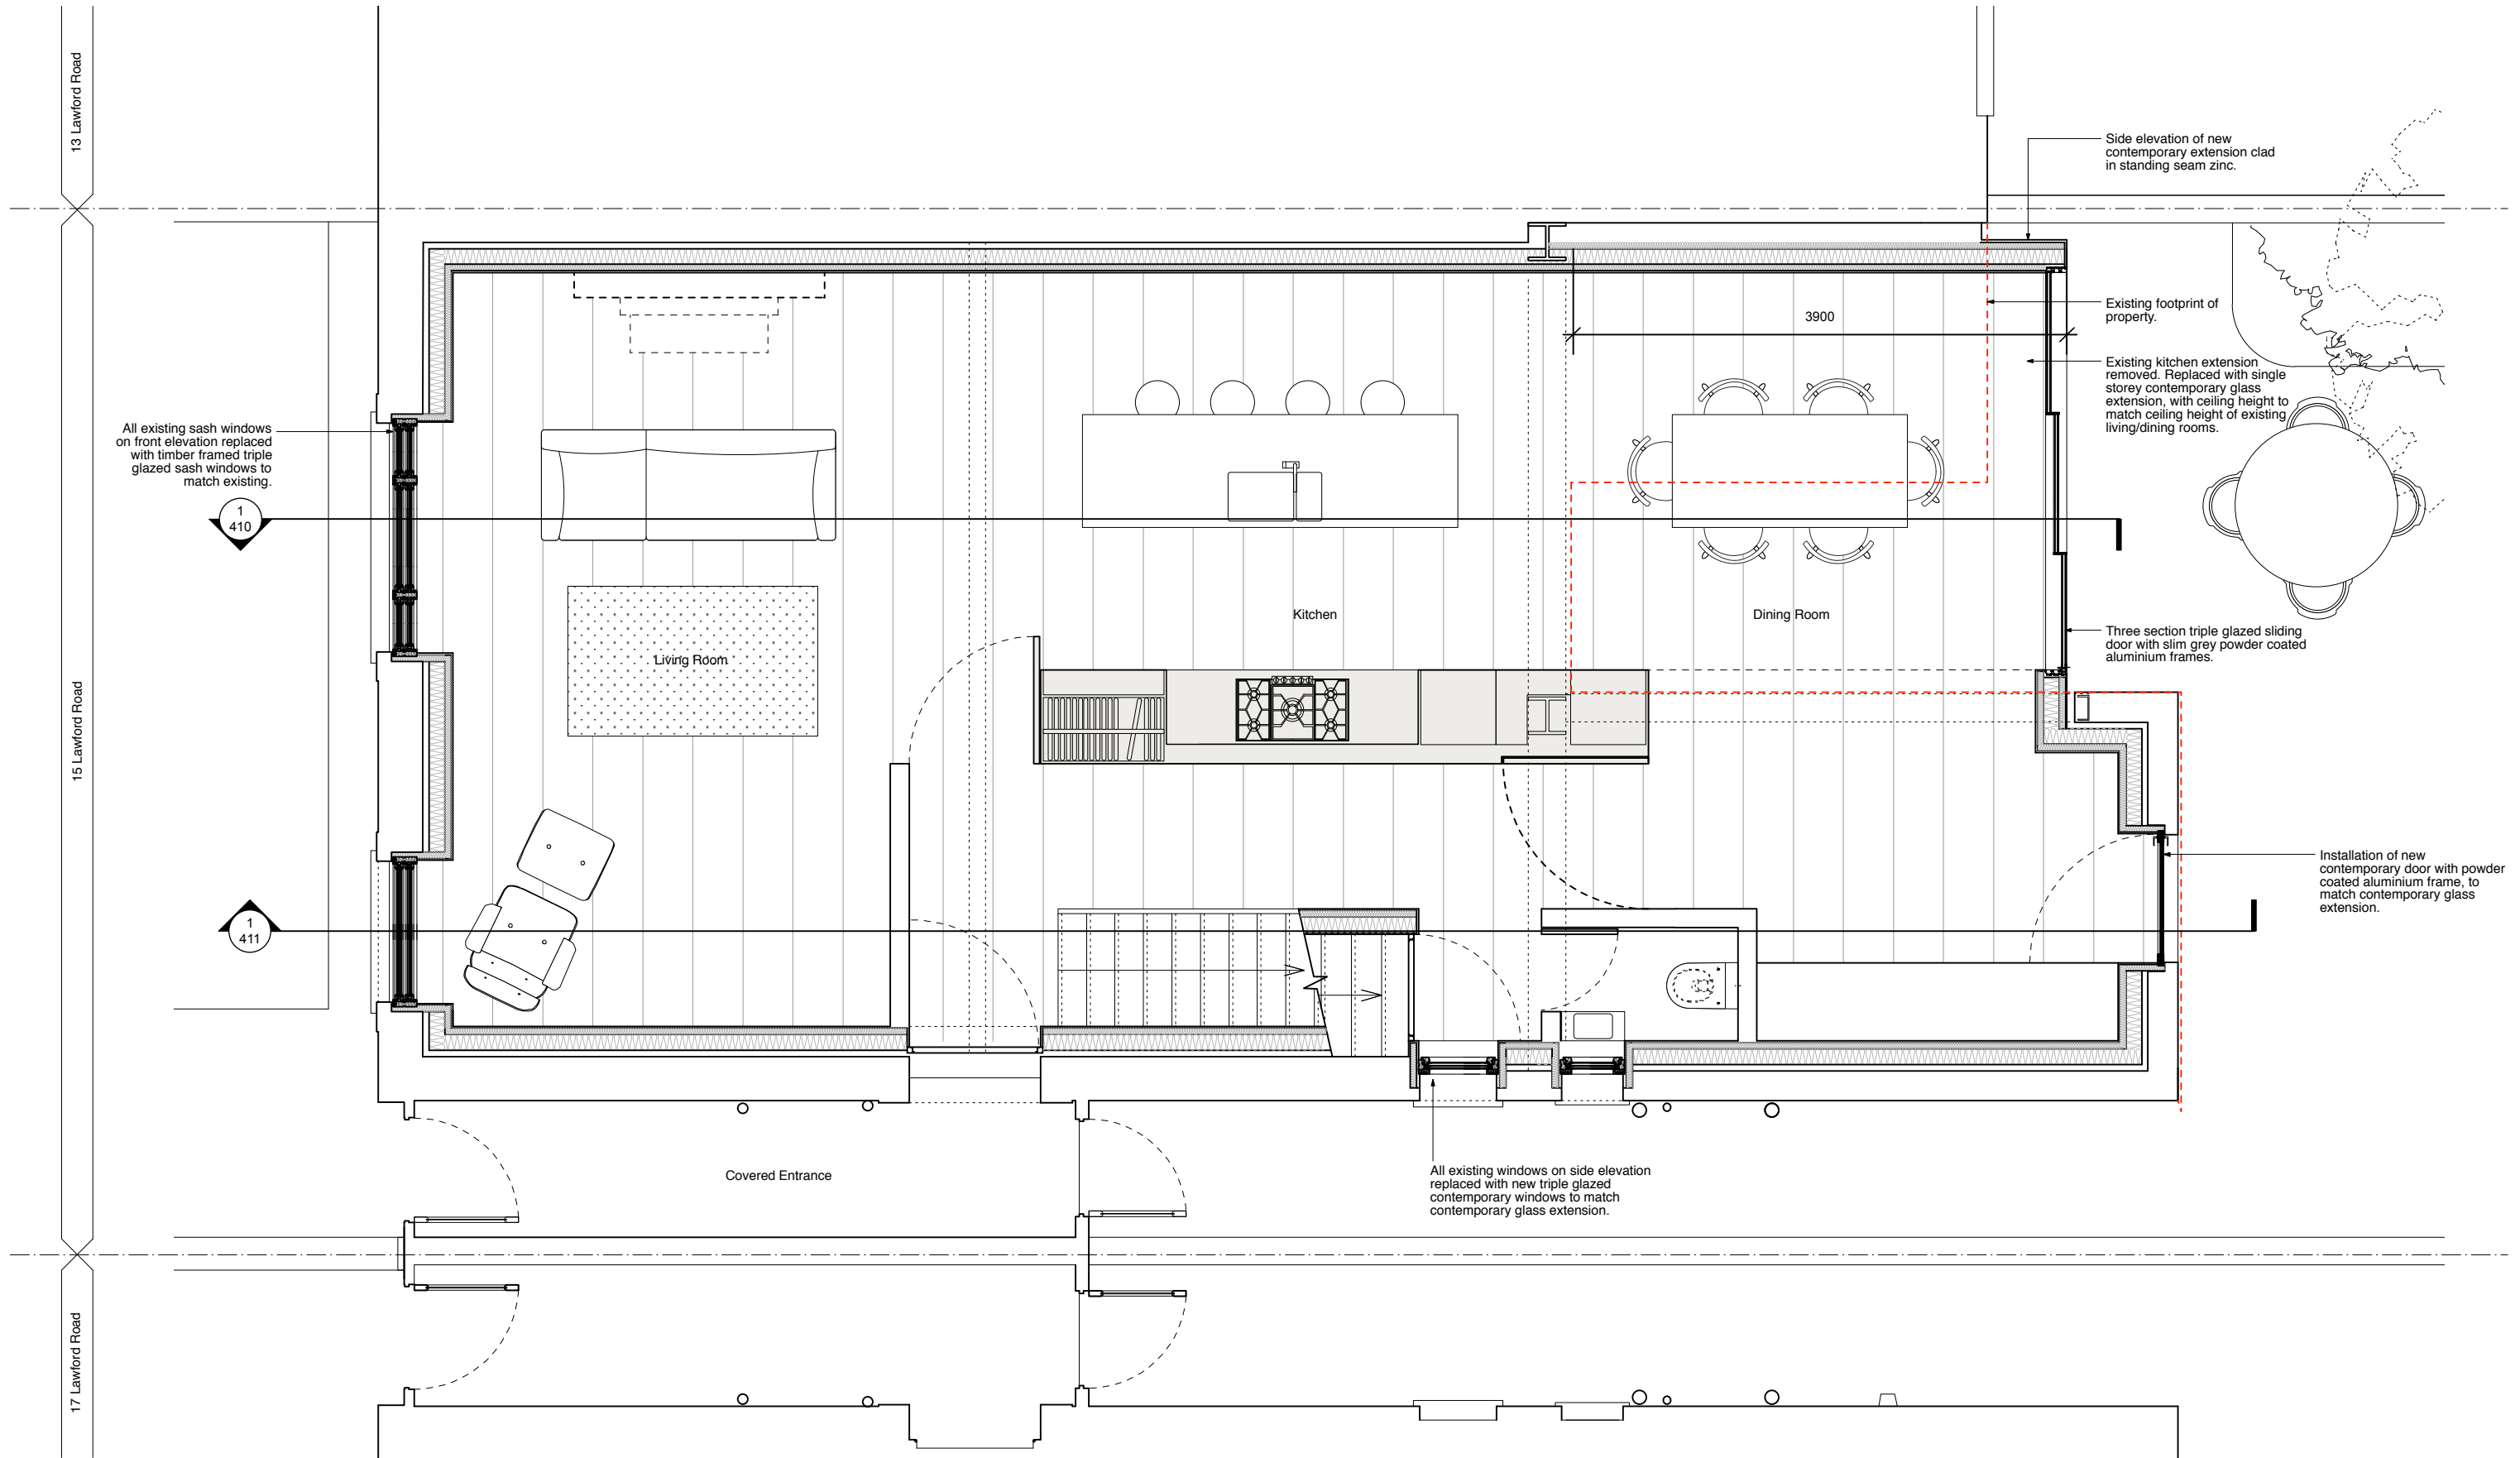 13 Lawford Road
Side elevation of new
contemporary extension clad
in standing seam zinc.
Existing footprint of
property.
3900
Existing kitchen extension
removed. Replaced with single
storey contemporary glass
extension, with ceiling height to
match ceiling height of existing
living/dining rooms.
All existing sash windows
on front elevation replaced
with timber framed triple
glazed sash windows to
match existing.
1
410
Kitchen
Dining Room
Three section triple glazed sliding
door with slim grey powder coated
aluminium frames.
Living Room
15 Lawford Road
Installation of new
contemporary door with powder
coated aluminium frame, to
match contemporary glass
extension.
1
411
Covered Entrance
All existing windows on side elevation
replaced with new triple glazed
contemporary windows to match
contemporary glass extension.
17 Lawford Road